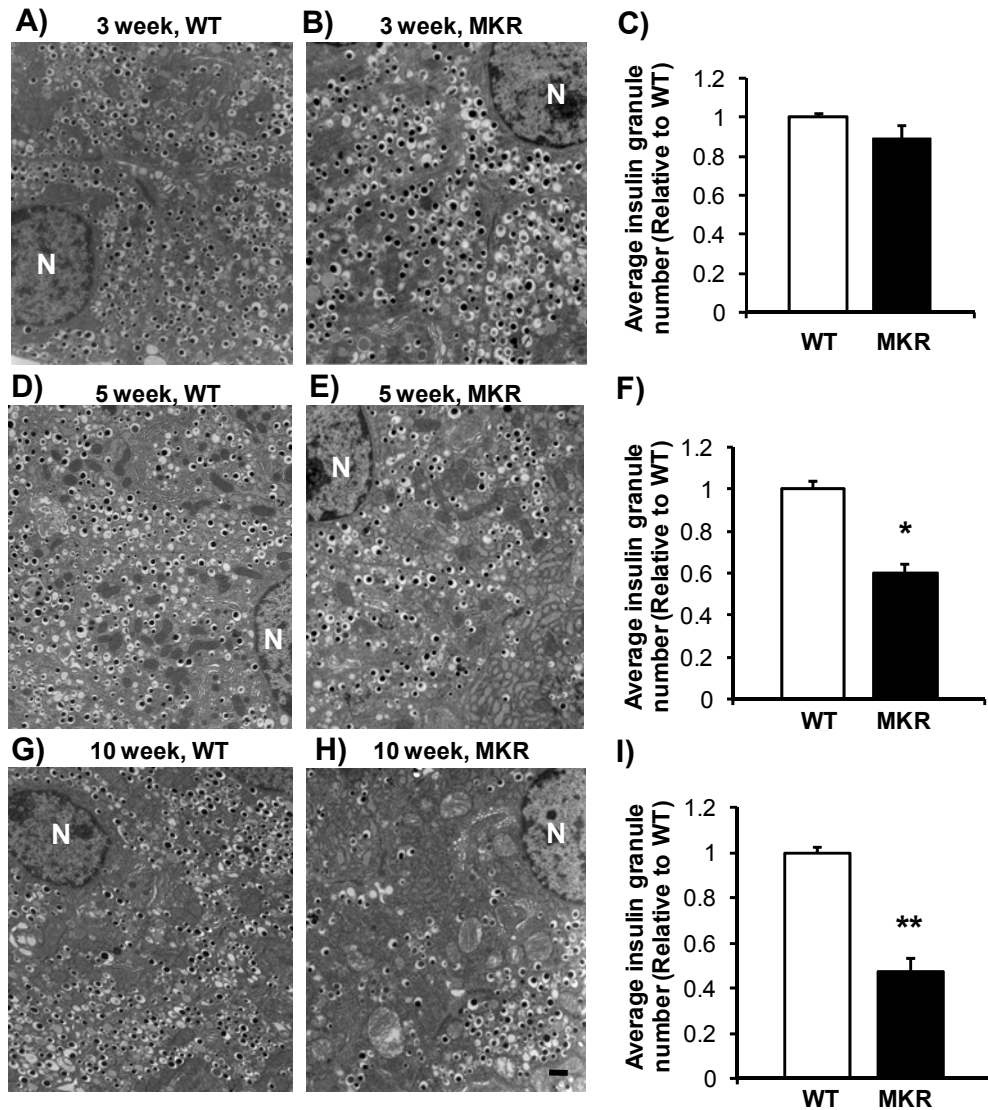 A) 3 week, WT
N
B) 3 week, MKR
N
C)
Average insulin granule
number (Relative to WT)
1.2
1
0.8
0.6
0.4
0.2
0
WT MKR
D) 5 week, WT
N
E) 5 week, MKR
N
F)
Average insulin granule
number (Relative to WT)
1.2
1
0.8
0.6
0.4
0.2
0
*
WT MKR
G) 10 week, WT
N
H) 10 week, MKR
N
I)
Average insulin granule
number (Relative to WT)
1.2
1
0.8
0.6
0.4
0.2
0
**
WT MKR